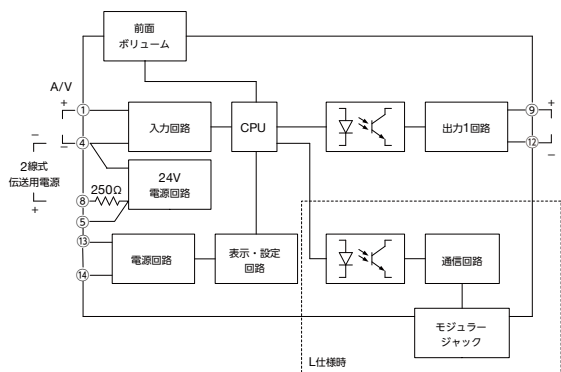 前面
ボリューム
A/V
+
①
−
④
−
2線式
伝送用電源
+
250Ω
⑧
⑤
⑬
⑭
入力回路
CPU
24V
電源回路
電源回路
表示・設定
回路
出力1回路
⑨
+
⑫
−
通信回路
モジュラー
ジャック
L仕様時